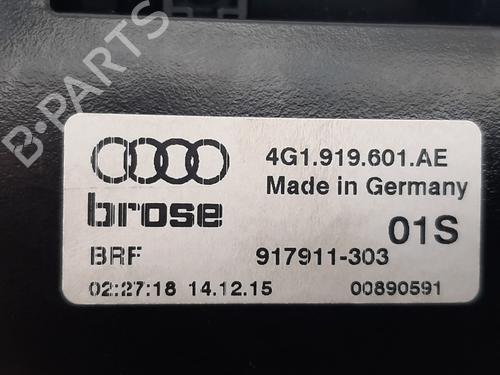 B-PARTS
4G1.919.601.AE
Made in Germany
brose
01S
BRF 917911-303
02:27:18 14.12.15 00890591